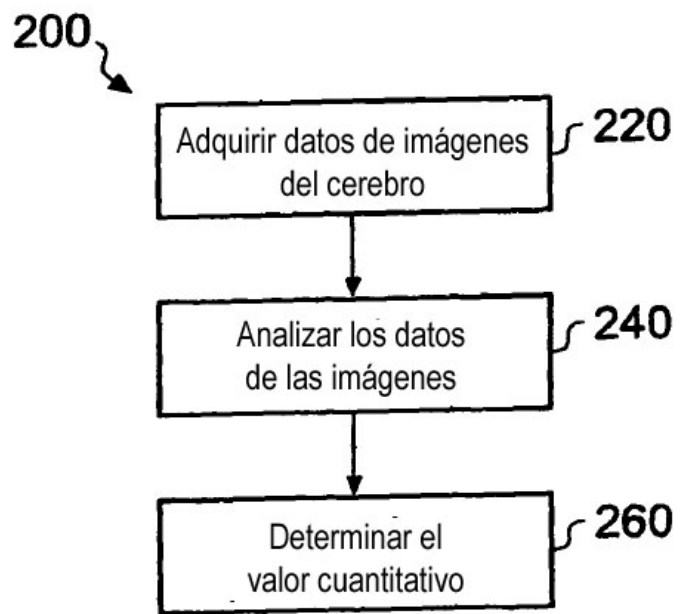 200
Adquirir datos de imágenes
del cerebro
220
Analizar los datos
de las imágenes
240
Determinar el
valor cuantitativo
260